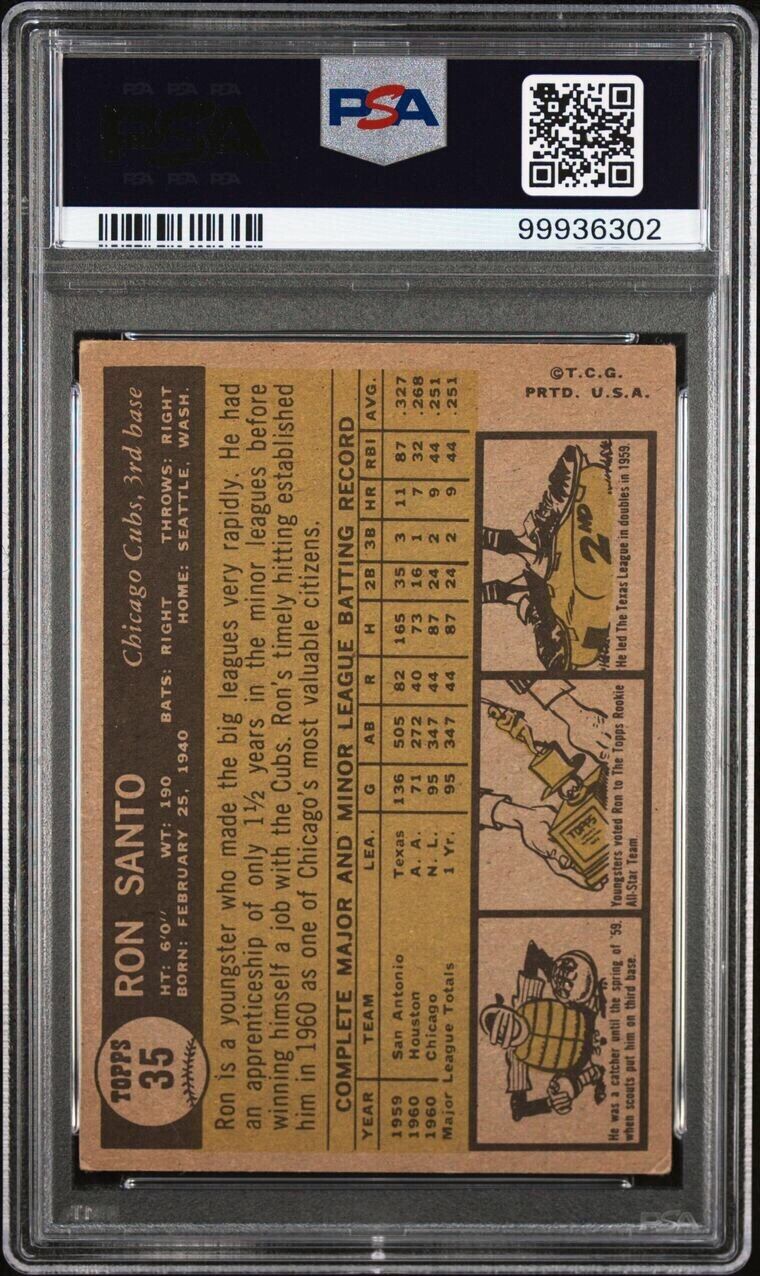 PSA PSA PSA
PSA
PSA PSA PSA
PSA
99936302
TOPPS
35
RON SANTO
Chicago Cubs, 3rd base
HT: 6'0" WT: 190 BATS: RIGHT THROWS: RIGHT
BORN: FEBRUARY 25, 1940 HOME: SEATTLE, WASH.
Ron is a youngster who made the big leagues very rapidly. He had
an apprenticeship of only 1½ years in the minor leagues before
winning himself a job with the Cubs. Ron's timely hitting established
him in 1960 as one of Chicago's most valuable citizens.
COMPLETE MAJOR AND MINOR LEAGUE BATTING RECORD
YEAR TEAM LEA. G AB R H 2B 3B HR RBI AVG.
1959 San Antonio Texas 136 505 82 165 35 3 11 87 .327
1960 Houston A. A. 71 272 40 73 16 1 7 32 .268
1960 Chicago N. L. 95 347 44 87 24 2 9 44 .251
Major League Totals 1 Yr. 95 347 44 87 24 2 9 44 .251
He was a catcher until the spring of '59.
when scouts put him on third base.
TOPPS
Youngsters voted Ron to The Topps Rookie
All-Star Team.
2ND
He led The Texas League in doubles in 1959.
©T.C.G.
PRTD. U.S.A.
PSA